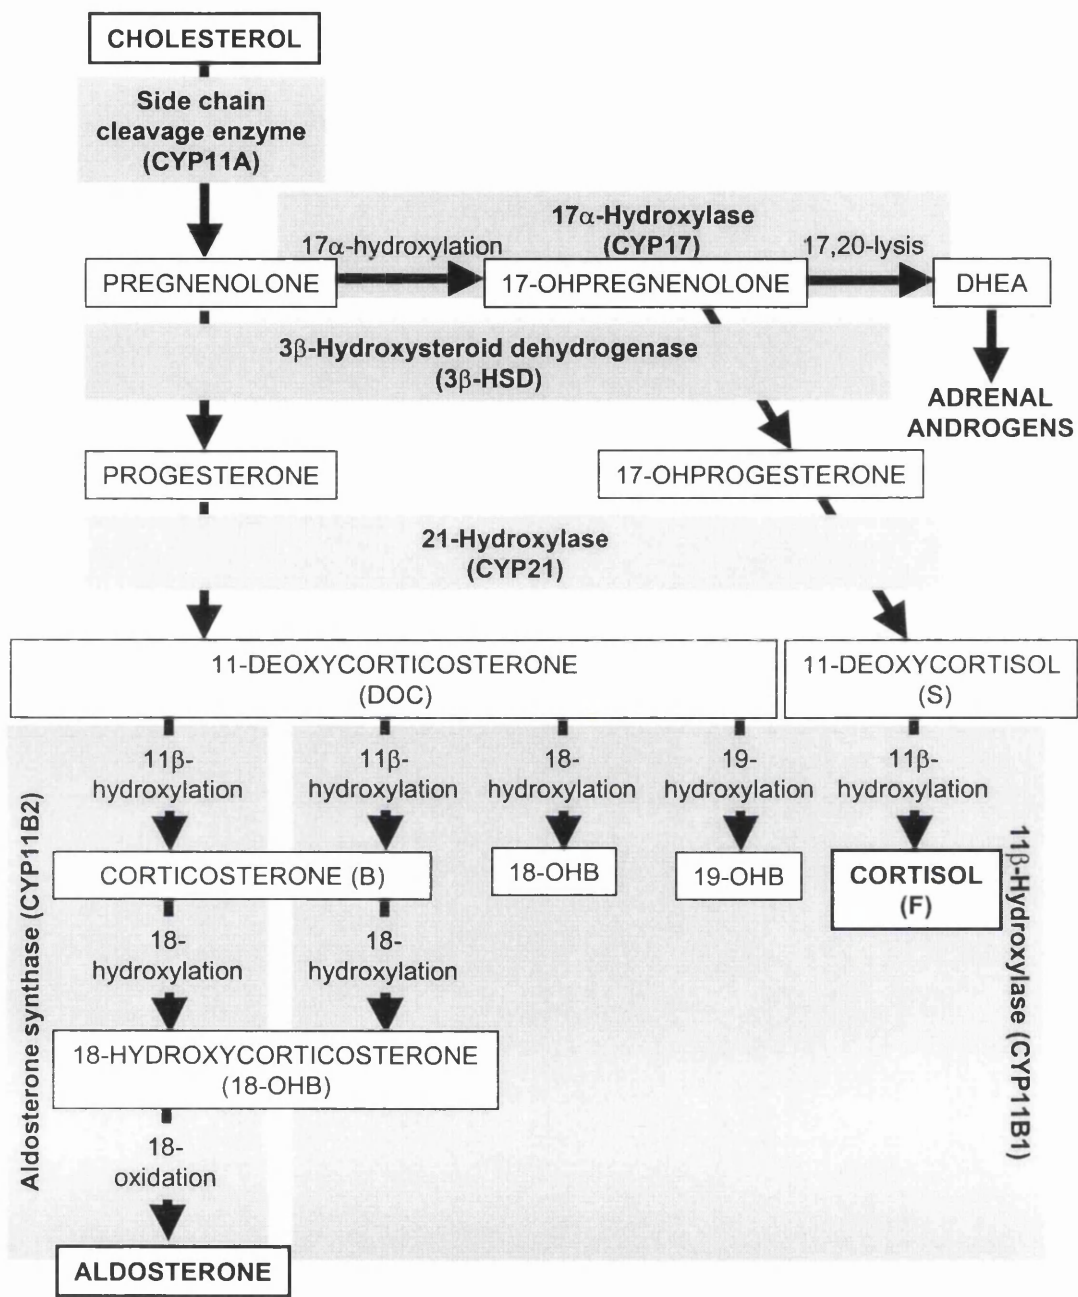 CHOLESTEROL
Side chain
cleavage enzyme
(CYP11A)
17α-Hydroxylase
(CYP17)
17α-hydroxylation
17,20-lysis
PREGNENOLONE
17-OHPREGNENOLONE
DHEA
3β-Hydroxysteroid dehydrogenase
(3β-HSD)
ADRENAL
ANDROGENS
PROGESTERONE
17-OHPROGESTERONE
21-Hydroxylase
(CYP21)
11-DEOXYCORTICOSTERONE
(DOC)
11-DEOXYCORTISOL
(S)
11β-
hydroxylation
11β-
hydroxylation
18-
hydroxylation
19-
hydroxylation
11β-
hydroxylation
CORTICOSTERONE (B)
18-OHB
19-OHB
CORTISOL
(F)
18-
hydroxylation
18-
hydroxylation
18-HYDROXYCORTICOSTERONE
(18-OHB)
18-
oxidation
ALDOSTERONE
Aldosterone synthase (CYP11B2)
11β-Hydroxylase (CYP11B1)